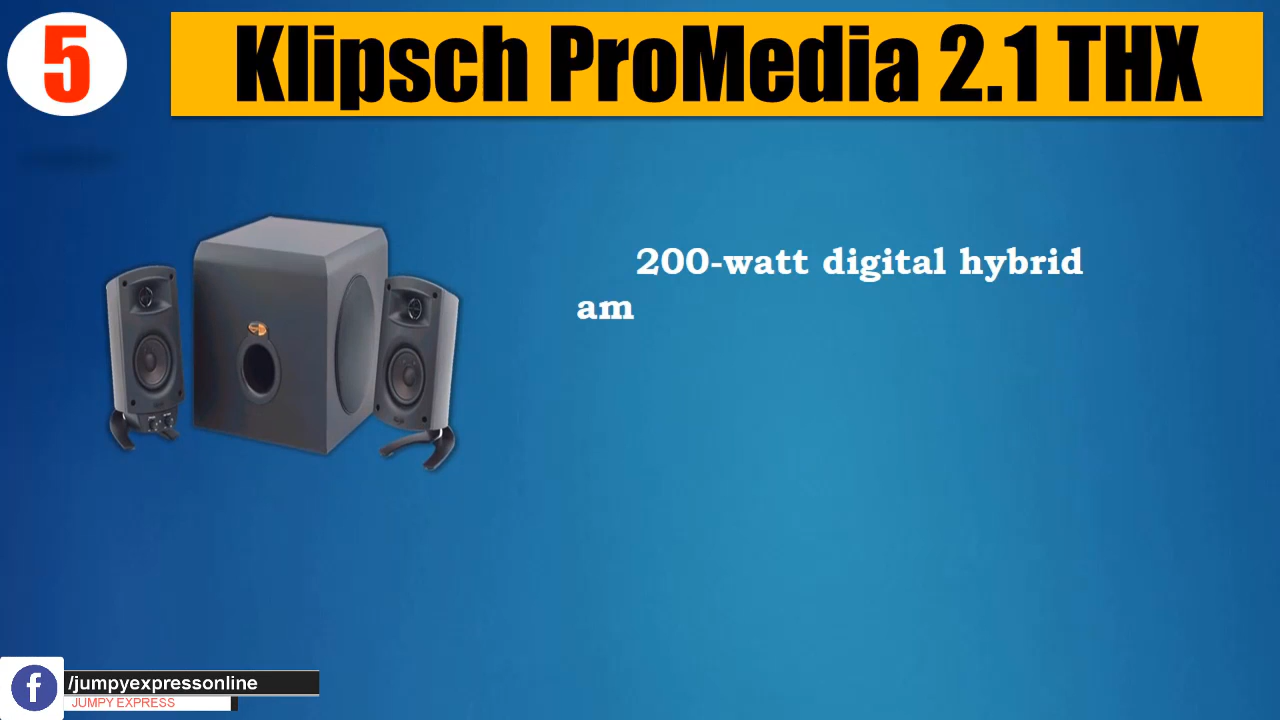 5
Klipsch ProMedia 2.1 THX
200-watt digital hybrid
am
f /jumpyexpressonline
JUMPY EXPRESS